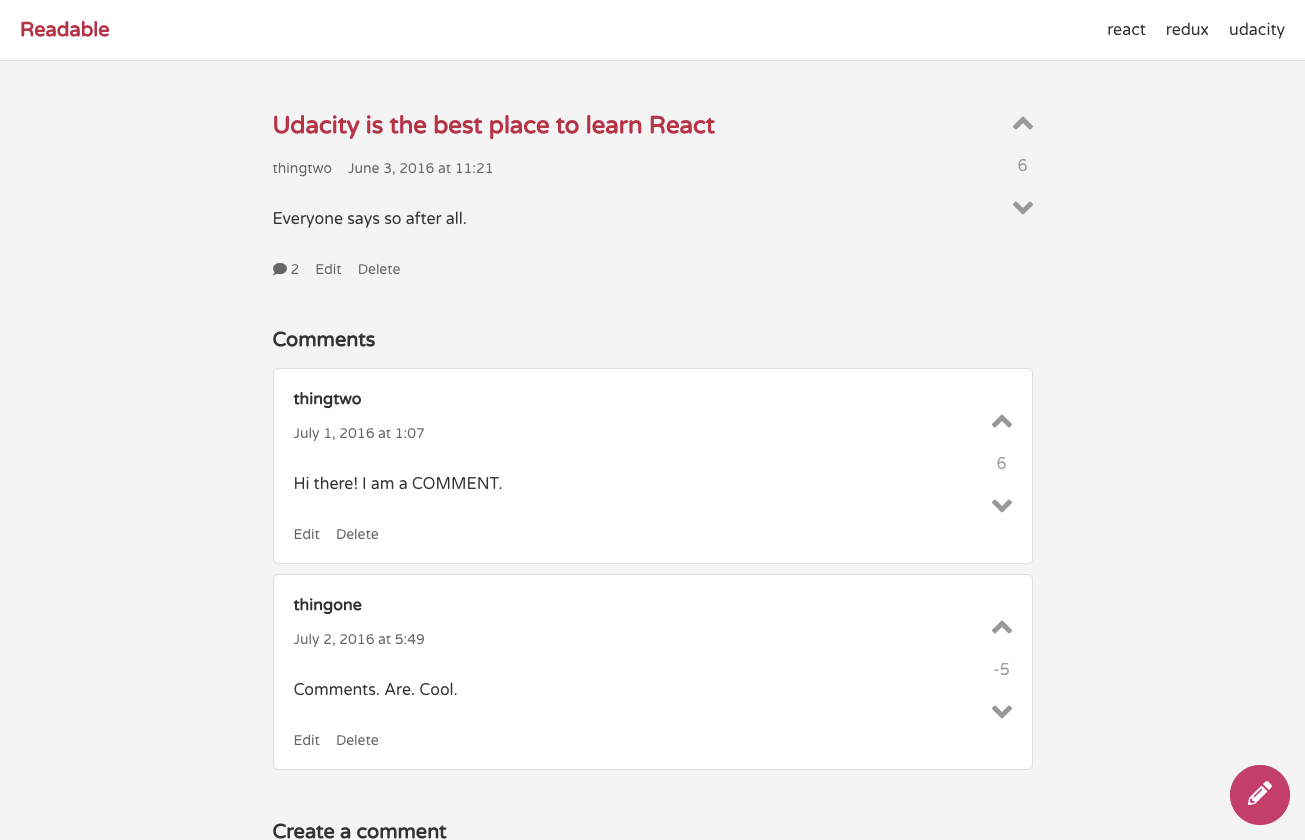 Readable
react redux udacity
Udacity is the best place to learn React
thingtwo June 3, 2016 at 11:21
6
Everyone says so after all.
2 Edit Delete
Comments
thingtwo
July 1, 2016 at 1:07
6
Hi there! I am a COMMENT.
Edit Delete
thingone
July 2, 2016 at 5:49
-5
Comments. Are. Cool.
Edit Delete
Create a comment